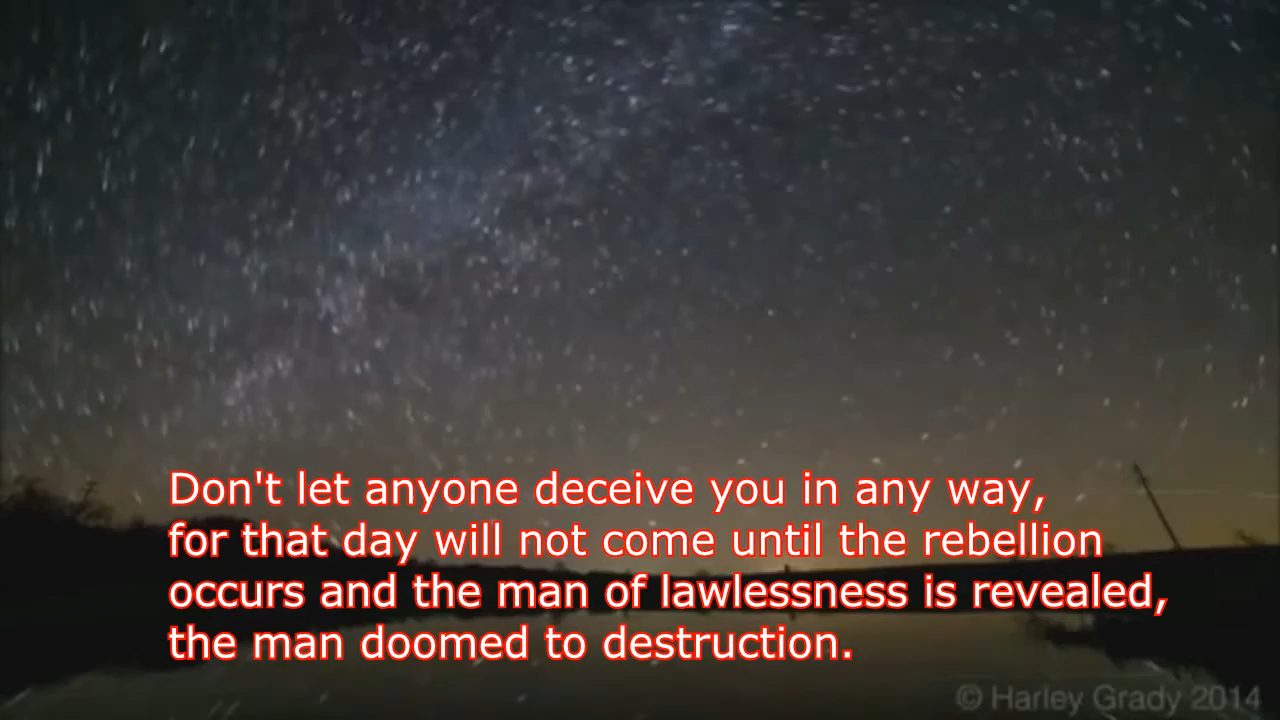 Don't let anyone deceive you in any way,
for that day will not come until the rebellion
occurs and the man of lawlessness is revealed,
the man doomed to destruction.
© Harley Grady 2014